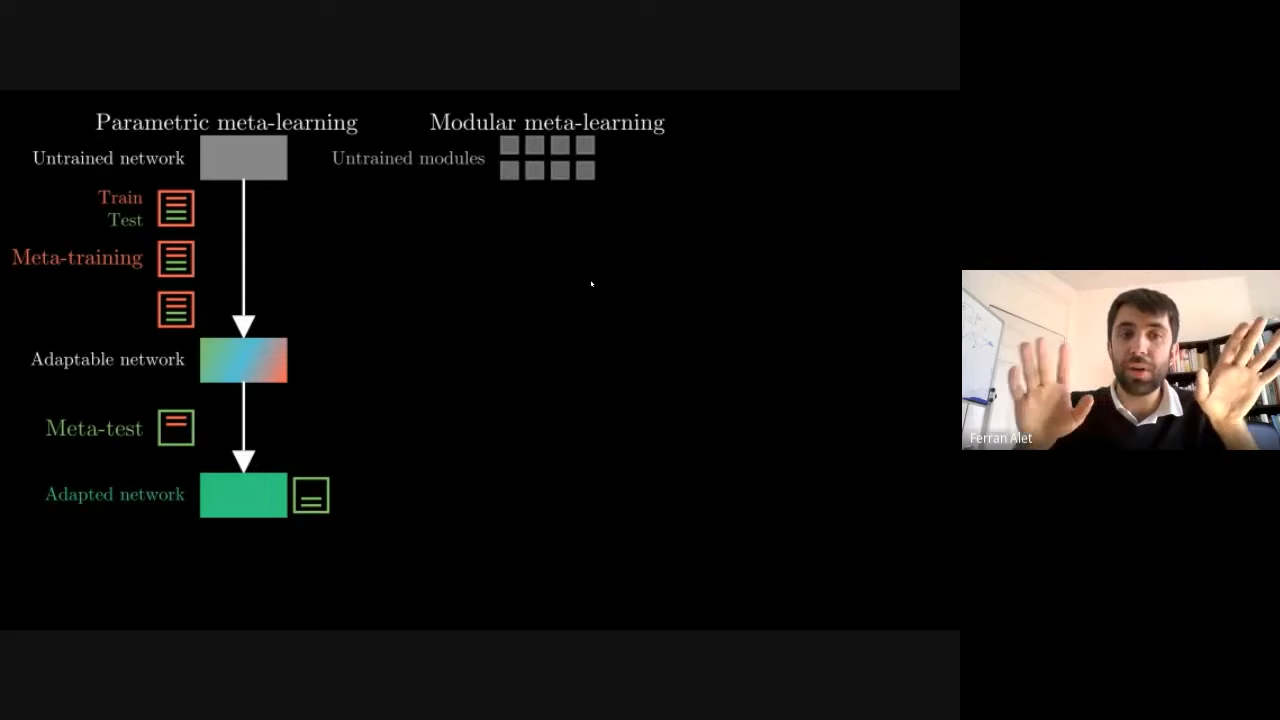 Parametric meta-learning
Modular meta-learning
Untrained network
Untrained modules
Train
Test
Meta-training
Adaptable network
Meta-test
Adapted network
Ferran Alet